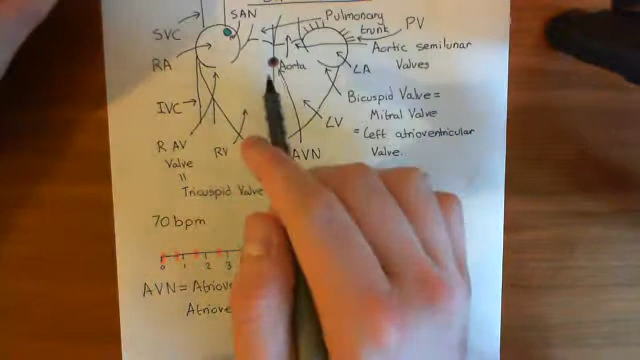 SAN
Pulmonary
trunk
PV
SVC
Aortic semilunar
Valves
RA
Aorta
LA
Bicuspid Valve =
Mitral Valve
= Left atrioventricular
Valve.
IVC
LV
R AV
Valve
=
Tricuspid Valve
RV
AVN
70 bpm
0 1 2 3
AVN = Atriove
Atriove